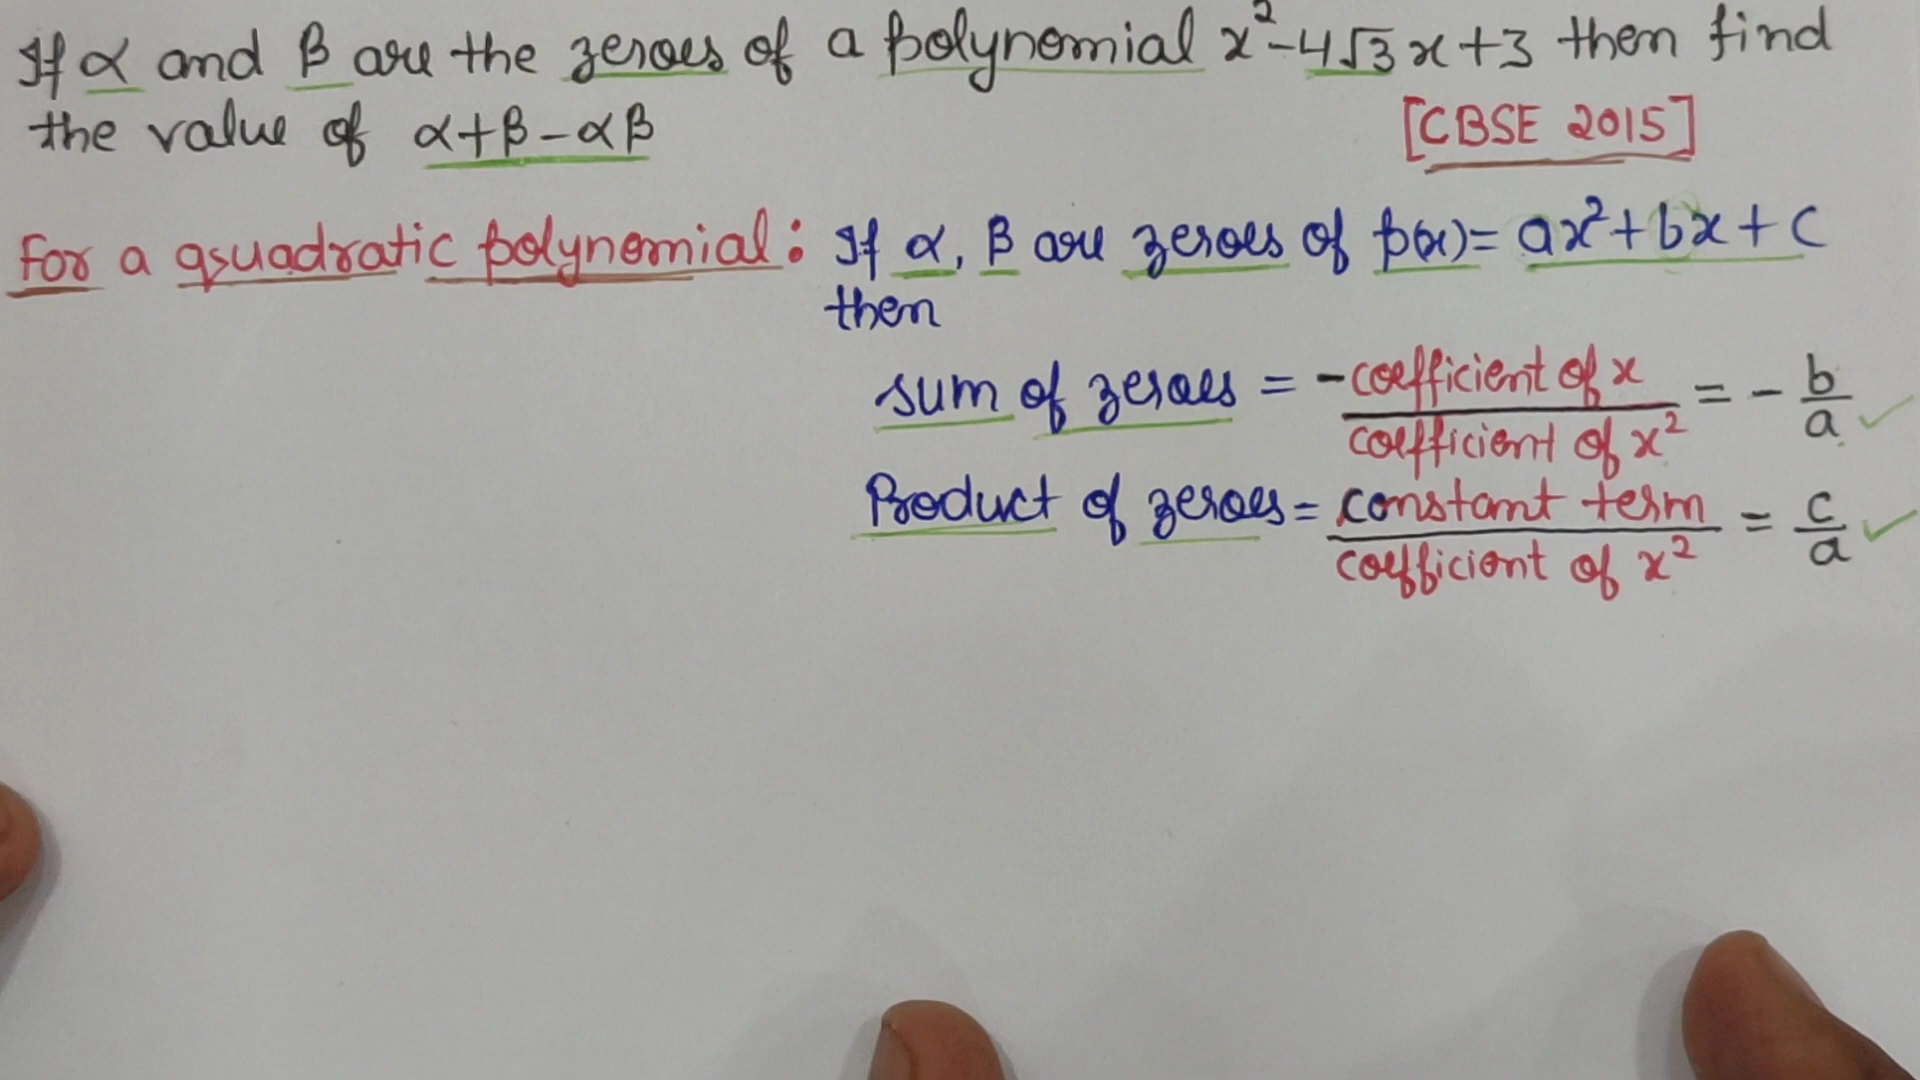 If α and β are the zeroes of a polynomial x²-4√3x+3 then find
the value of α+β-αβ [CBSE 2015]
For a quadratic polynomial: If α, β are zeroes of p(x)= ax²+bx+c
then
sum of zeroes = -coefficient of x / coefficient of x² = - b/a ✓
Product of zeroes = constant term / coefficient of x² = c/a ✓